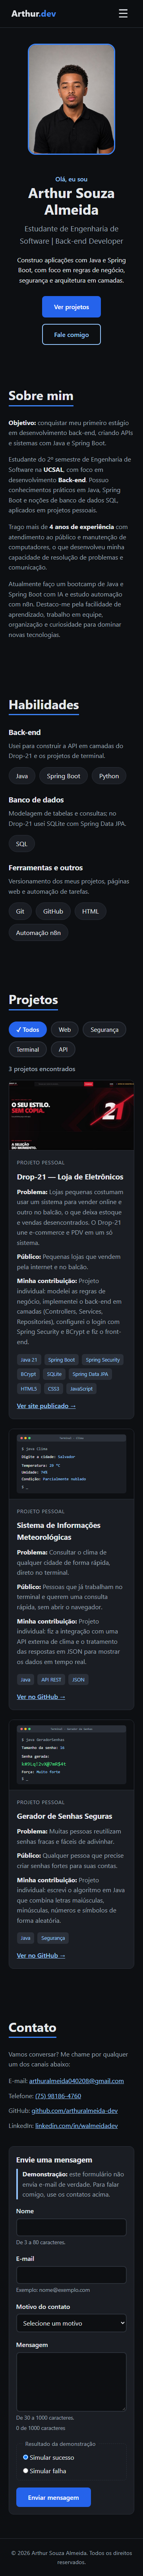 Arthur.dev
Olá, eu sou
Arthur Souza
Almeida
Estudante de Engenharia de
Software | Back-end Developer
Construo aplicações com Java e Spring
Boot, com foco em regras de negócio,
segurança e arquitetura em camadas.
Ver projetos
Fale comigo
Sobre mim
Objetivo: conquistar meu primeiro estágio
em desenvolvimento back-end, criando APIs
e sistemas com Java e Spring Boot.
Estudante do 2º semestre de Engenharia de
Software na UCSAL, com foco em
desenvolvimento Back-end. Possuo
conhecimentos práticos em Java, Spring
Boot e noções de banco de dados SQL,
aplicados em projetos pessoais.
Trago mais de 4 anos de experiência com
atendimento ao público e manutenção de
computadores, o que desenvolveu minha
capacidade de resolução de problemas e
comunicação.
Atualmente faço um bootcamp de Java e
Spring Boot com IA e estudo automação
com n8n. Destaco-me pela facilidade de
aprendizado, trabalho em equipe,
organização e curiosidade para dominar
novas tecnologias.
Habilidades
Back-end
Usei para construir a API em camadas do
Drop-21 e os projetos de terminal.
Java
Spring Boot
Python
Banco de dados
Modelagem de tabelas e consultas; no
Drop-21 usei SQLite com Spring Data JPA.
SQL
Ferramentas e outros
Versionamento dos meus projetos, páginas
web e automação de tarefas.
Git
GitHub
HTML
Automação n8n
Projetos
✓ Todos
Web
Segurança
Terminal
API
3 projetos encontrados
O SEU ESTILO.
SEM CÓPIA.
21
PROJETO PESSOAL
Drop-21 — Loja de Eletrônicos
Problema: Lojas pequenas costumam
usar um sistema para vender online e
outro no balcão, o que deixa estoque e
vendas desencontrados. O Drop-21
une e-commerce e PDV em um só
sistema.
Público: Pequenas lojas que vendem
pela internet e no balcão.
Minha contribuição: Projeto
individual: modelei as regras de
negócio, implementei o back-end em
camadas (Controllers, Services,
Repositories), configurei o login com
Spring Security e BCrypt e fiz o front-
end.
Java 21
Spring Boot
Spring Security
BCrypt
SQLite
Spring Data JPA
HTML5
CSS3
JavaScript
Ver site publicado →
$ java Clima
Digite a cidade: Salvador
Temperatura: 28 °C
Umidade: 74%
Condição: Parcialmente nublado
PROJETO PESSOAL
Sistema de Informações
Meteorológicas
Problema: Consultar o clima de
qualquer cidade de forma rápida,
direto no terminal.
Público: Pessoas que já trabalham no
terminal e querem uma consulta
rápida, sem abrir o navegador.
Minha contribuição: Projeto
individual: fiz a integração com uma
API externa de clima e o tratamento
das respostas em JSON para mostrar
os dados em tempo real.
Java
API REST
JSON
Ver no GitHub →
Tamanho da senha: 16
Senha gerada:
Força: Muito forte
PROJETO PESSOAL
Gerador de Senhas Seguras
Problema: Muitas pessoas reutilizam
senhas fracas e fáceis de adivinhar.
Público: Qualquer pessoa que precise
criar senhas fortes para suas contas.
Minha contribuição: Projeto
individual: escrevi o algoritmo em Java
que combina letras maiúsculas,
minúsculas, números e símbolos de
forma aleatória.
Java
Segurança
Ver no GitHub →
Contato
Vamos conversar? Me chame por qualquer
um dos canais abaixo:
E-mail: arthuralmeida040208@gmail.com
Telefone: (75) 98186-4760
GitHub: github.com/arthuralmeida-dev
LinkedIn: linkedin.com/in/walmeidadev
Envie uma mensagem
Demonstração: este formulário não
envia e-mail de verdade. Para falar
comigo, use os contatos acima.
Nome
De 3 a 80 caracteres.
E-mail
Exemplo: nome@exemplo.com
Motivo do contato
Selecione um motivo
Mensagem
De 30 a 1000 caracteres.
0 de 1000 caracteres
Resultado da demonstração
Simular sucesso
Simular falha
Enviar mensagem
© 2026 Arthur Souza Almeida. Todos os direitos
reservados.